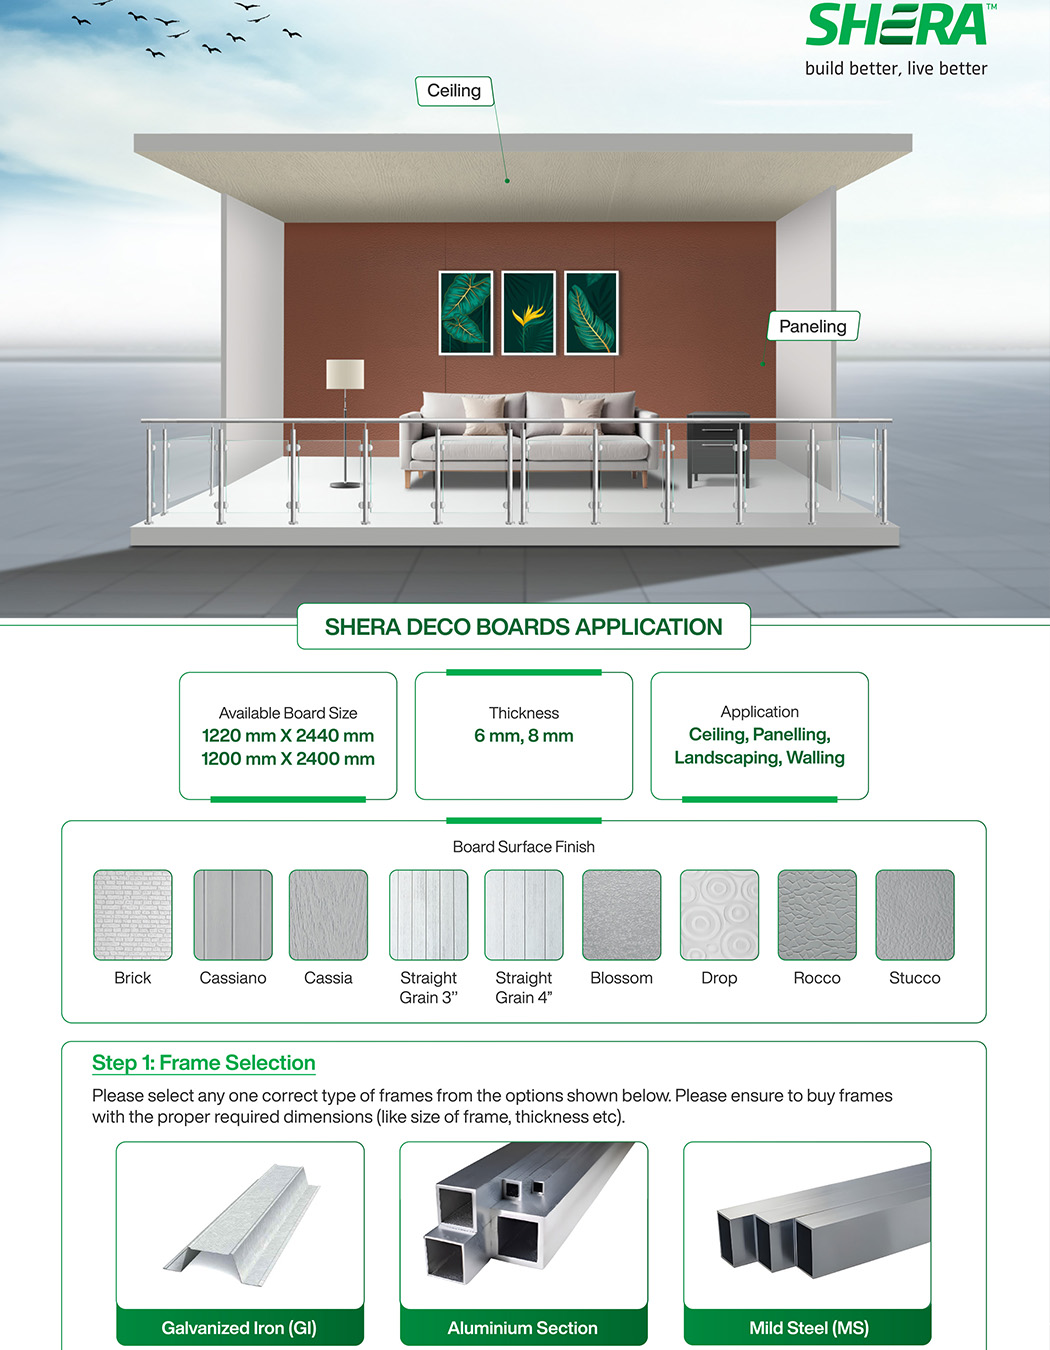 SHERA™
build better, live better
Ceiling
Paneling
SHERA DECO BOARDS APPLICATION
Available Board Size
1220 mm X 2440 mm
1200 mm X 2400 mm
Thickness
6 mm, 8 mm
Application
Ceiling, Panelling,
Landscaping, Walling
Board Surface Finish
Brick
Cassiano
Cassia
Straight
Grain 3’’
Straight
Grain 4”
Blossom
Drop
Rocco
Stucco
Step 1: Frame Selection
Please select any one correct type of frames from the options shown below. Please ensure to buy frames
with the proper required dimensions (like size of frame, thickness etc).
Galvanized Iron (GI)
Aluminium Section
Mild Steel (MS)